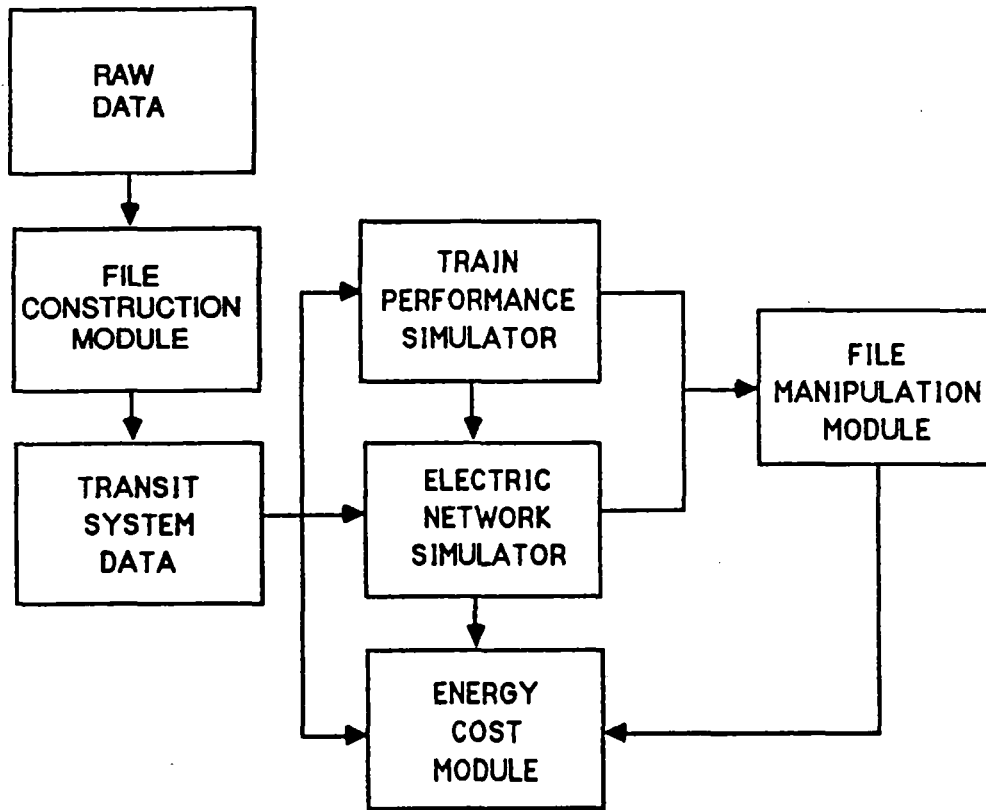 RAW
DATA
FILE
CONSTRUCTION
MODULE
TRANSIT
SYSTEM
DATA
TRAIN
PERFORMANCE
SIMULATOR
ELECTRIC
NETWORK
SIMULATOR
ENERGY
COST
MODULE
FILE
MANIPULATION
MODULE